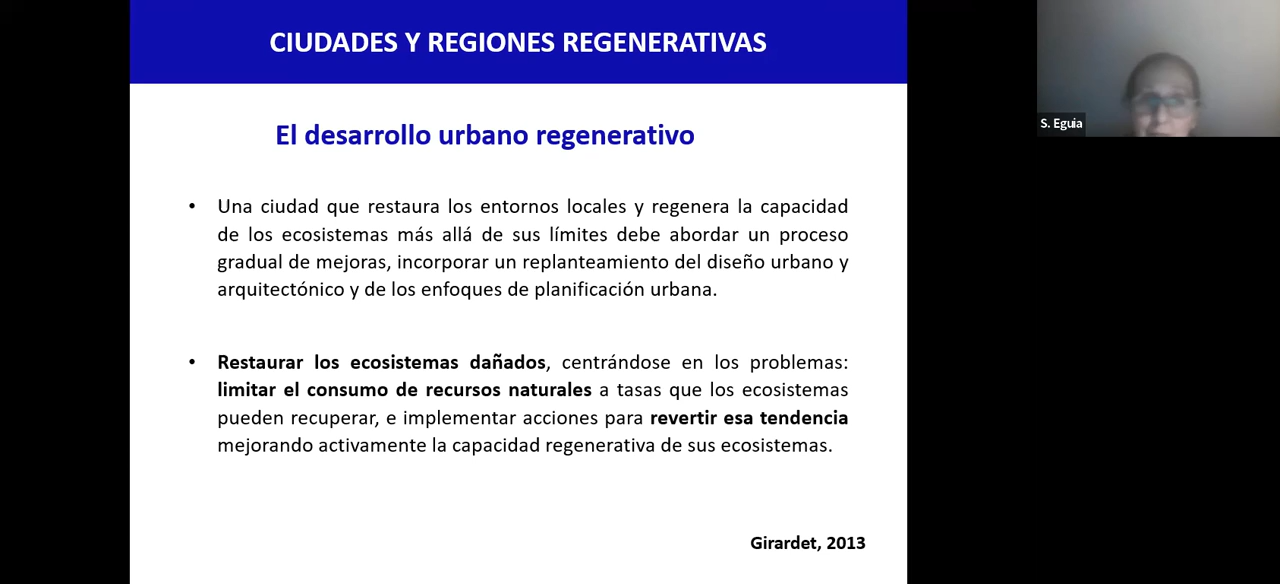 CIUDADES Y REGIONES REGENERATIVAS
S. Eguia
El desarrollo urbano regenerativo
• Una ciudad que restaura los entornos locales y regenera la capacidad
de los ecosistemas más allá de sus límites debe abordar un proceso
gradual de mejoras, incorporar un replanteamiento del diseño urbano y
arquitectónico y de los enfoques de planificación urbana.
• Restaurar los ecosistemas dañados, centrándose en los problemas:
limitar el consumo de recursos naturales a tasas que los ecosistemas
pueden recuperar, e implementar acciones para revertir esa tendencia
mejorando activamente la capacidad regenerativa de sus ecosistemas.
Girardet, 2013